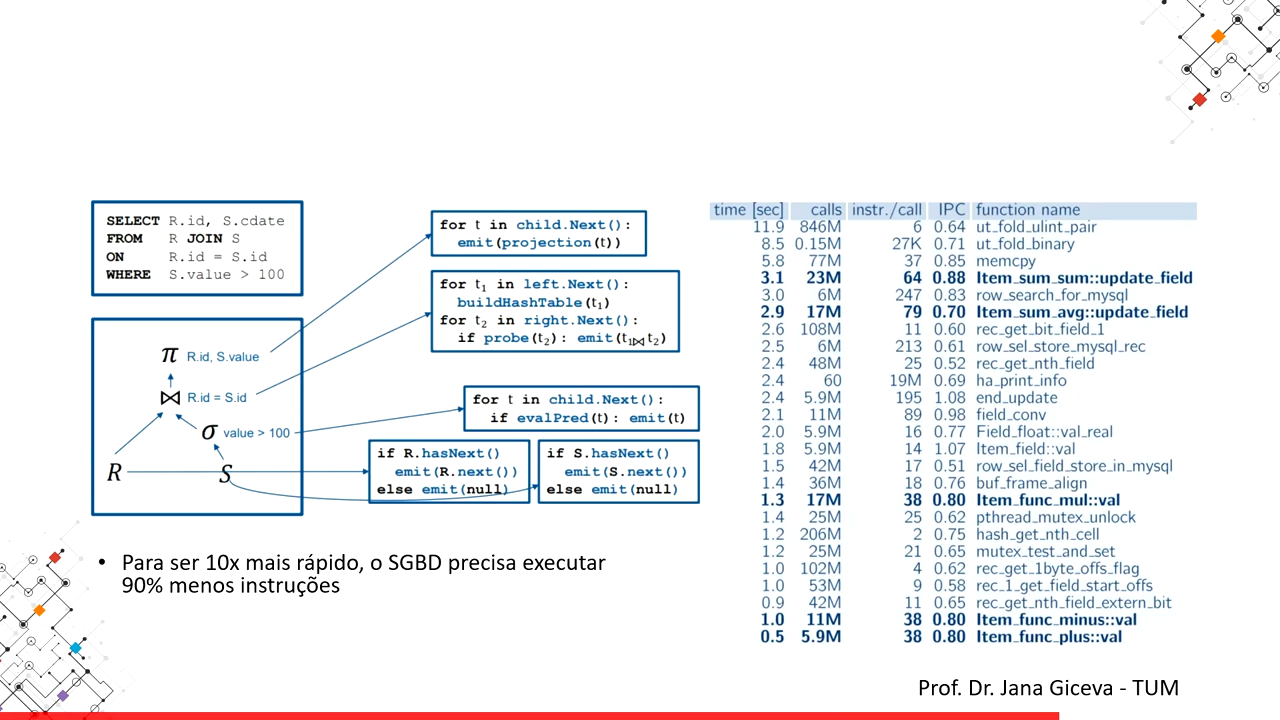 SELECT R.id, S.cdate
FROM R JOIN S
ON R.id = S.id
WHERE S.value > 100
π R.id, S.value
⋈ R.id = S.id
σ value > 100
R S
for t in child.Next():
emit(projection(t))
for t₁ in left.Next():
buildHashTable(t₁)
for t₂ in right.Next():
if probe(t₂): emit(t₁⋈t₂)
for t in child.Next():
if evalPred(t): emit(t)
if R.hasNext()
emit(R.next())
else emit(null)
if S.hasNext()
emit(S.next())
else emit(null)
• Para ser 10x mais rápido, o SGBD precisa executar
90% menos instruções
time [sec] calls instr./call IPC function name
11.9 846M 6 0.64 ut_fold_ulint_pair
8.5 0.15M 27K 0.71 ut_fold_binary
5.8 77M 37 0.85 memcpy
3.1 23M 64 0.88 Item_sum_sum::update_field
3.0 6M 247 0.83 row_search_for_mysql
2.9 17M 79 0.70 Item_sum_avg::update_field
2.6 108M 11 0.60 rec_get_bit_field_1
2.5 6M 213 0.61 row_sel_store_mysql_rec
2.4 48M 25 0.52 rec_get_nth_field
2.4 60 19M 0.69 ha_print_info
2.4 5.9M 195 1.08 end_update
2.1 11M 89 0.98 field_conv
2.0 5.9M 16 0.77 Field_float::val_real
1.8 5.9M 14 1.07 Item_field::val
1.5 42M 17 0.51 row_sel_field_store_in_mysql
1.4 36M 18 0.76 buf_frame_align
1.3 17M 38 0.80 Item_func_mul::val
1.4 25M 25 0.62 pthread_mutex_unlock
1.2 206M 2 0.75 hash_get_nth_cell
1.2 25M 21 0.65 mutex_test_and_set
1.0 102M 4 0.62 rec_get_1byte_offs_flag
1.0 53M 9 0.58 rec_1_get_field_start_offs
0.9 42M 11 0.65 rec_get_nth_field_extern_bit
1.0 11M 38 0.80 Item_func_minus::val
0.5 5.9M 38 0.80 Item_func_plus::val
Prof. Dr. Jana Giceva - TUM